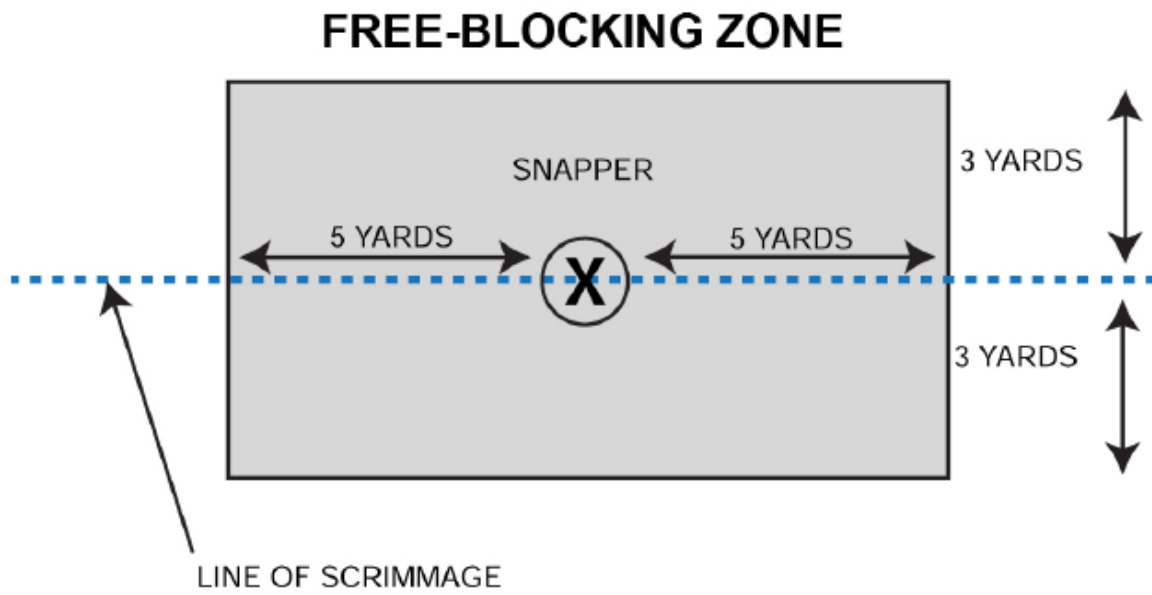 FREE-BLOCKING ZONE
SNAPPER
3 YARDS
5 YARDS
5 YARDS
X
3 YARDS
LINE OF SCRIMMAGE